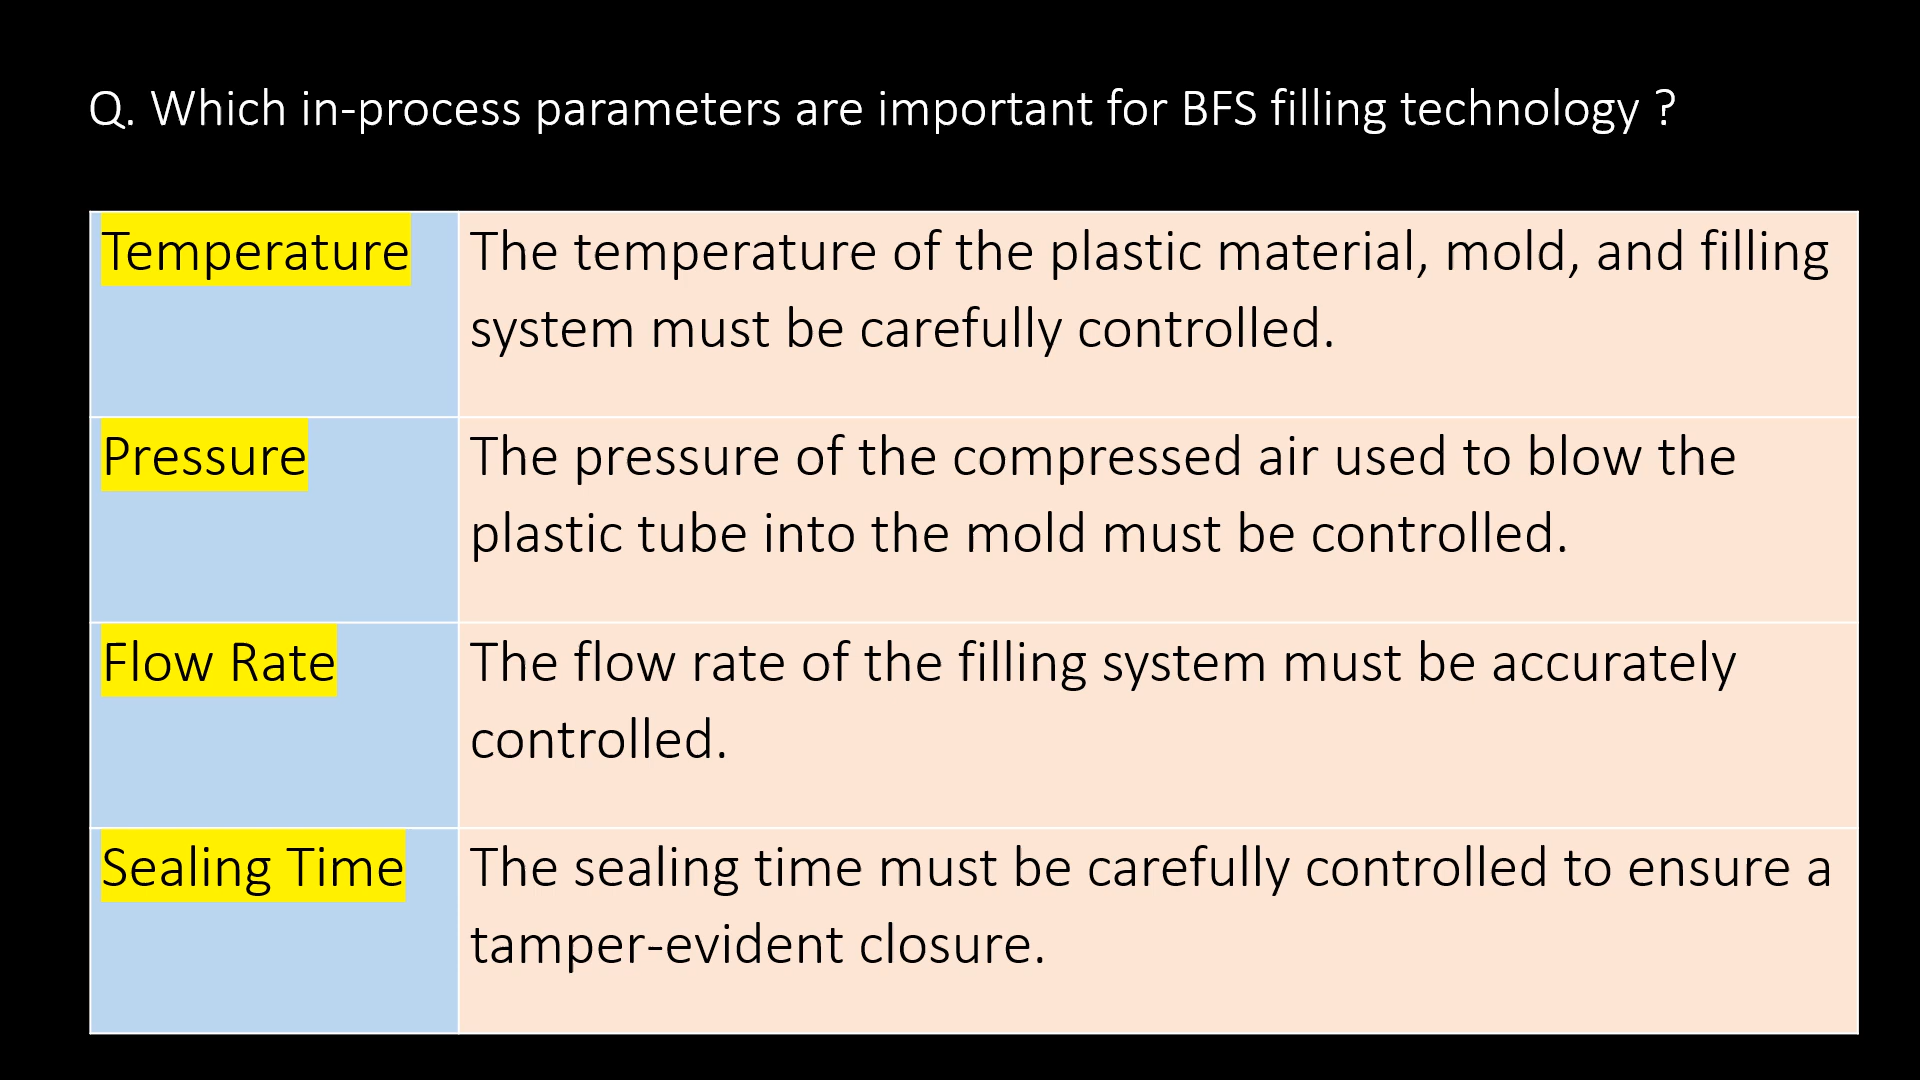 Q. Which in-process parameters are important for BFS filling technology ?
Temperature
The temperature of the plastic material, mold, and filling
system must be carefully controlled.
Pressure
The pressure of the compressed air used to blow the
plastic tube into the mold must be controlled.
Flow Rate
The flow rate of the filling system must be accurately
controlled.
Sealing Time
The sealing time must be carefully controlled to ensure a
tamper-evident closure.